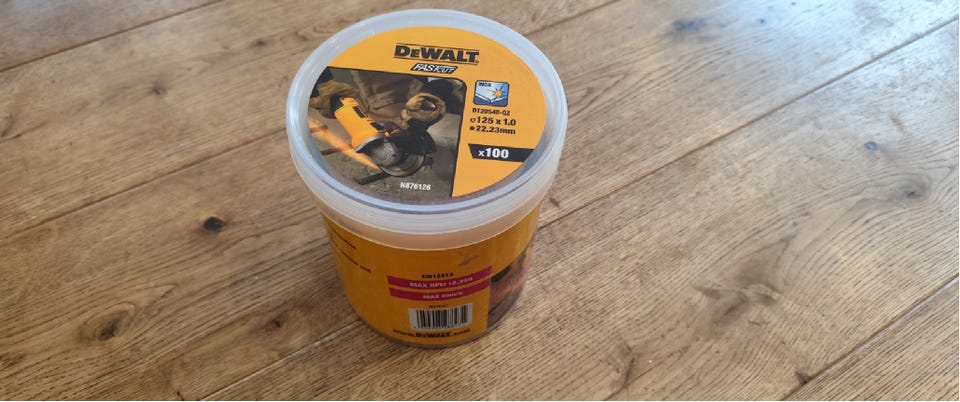 DEWALT
FASTCUT
INOX
DT20540-QZ
⌀125 x 1.0
22.23mm
x100
N876126
EN12413
MAX RPM 12,250
MAX 80m/s
www.DEWALT.com